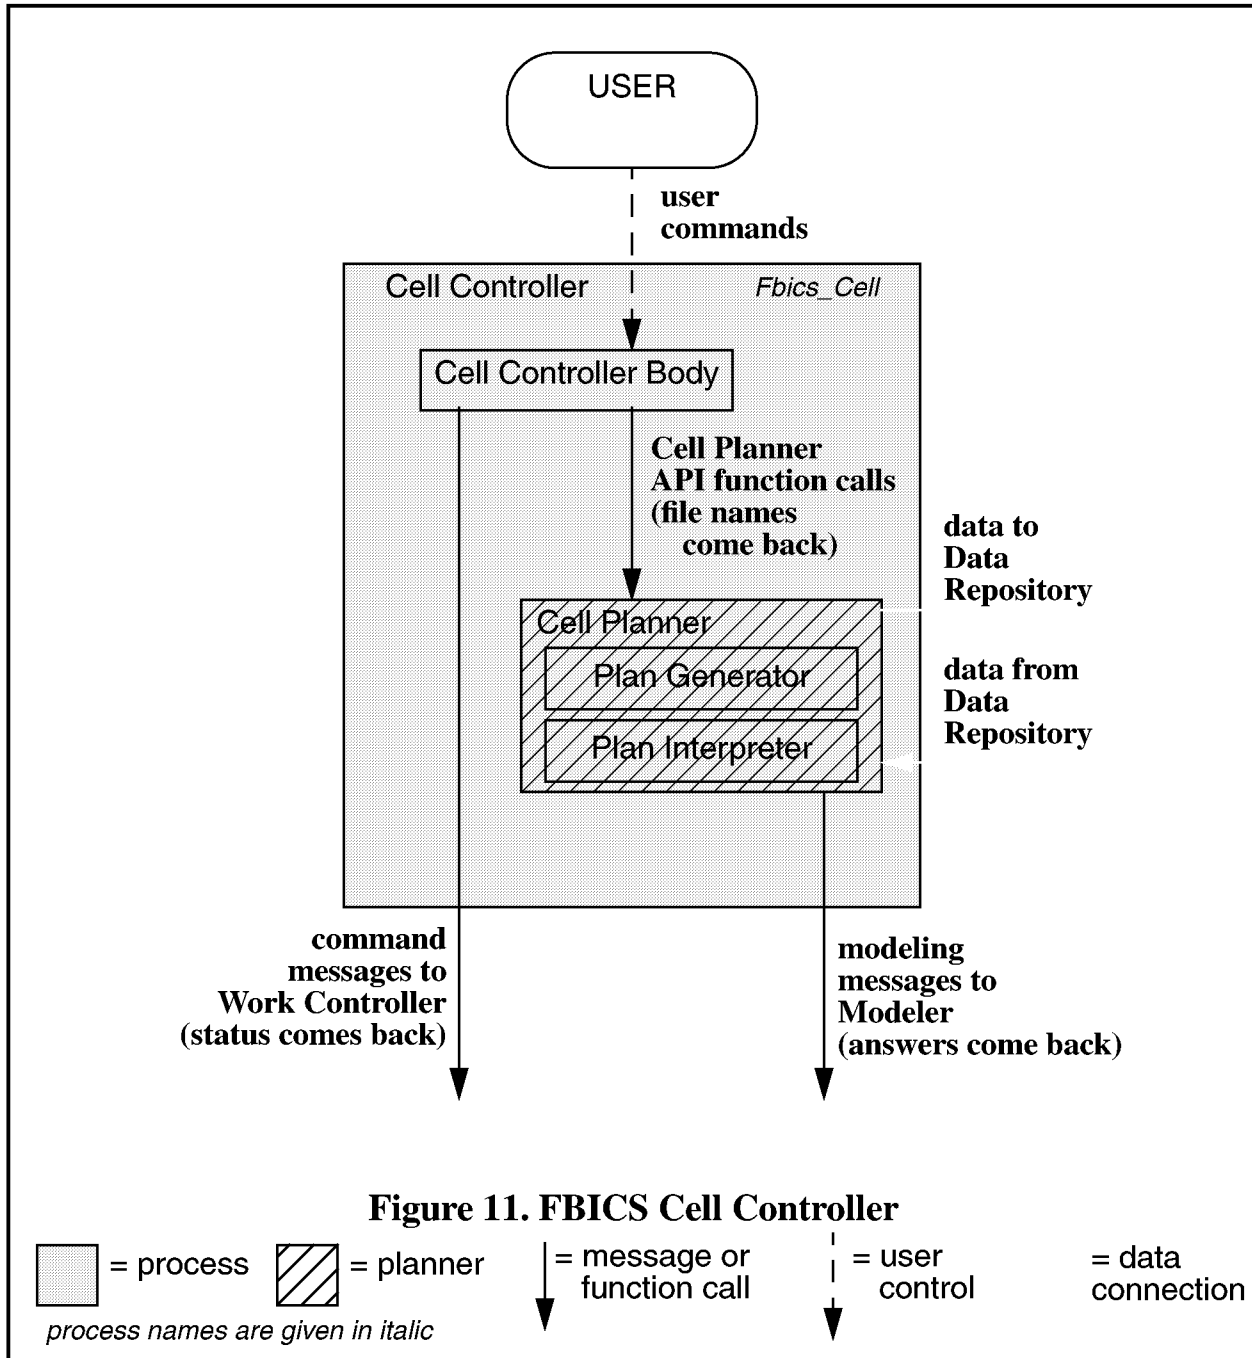 USER
user
commands
Cell Controller
Fbics_Cell
Cell Controller Body
Cell Planner
API function calls
(file names
come back)
data to
Data
Repository
Cell Planner
Plan Generator
data from
Data
Repository
Plan Interpreter
command
messages to
Work Controller
(status comes back)
modeling
messages to
Modeler
(answers come back)
Figure 11. FBICS Cell Controller
= process
= planner
= message or
function call
= user
control
= data
connection
process names are given in italic